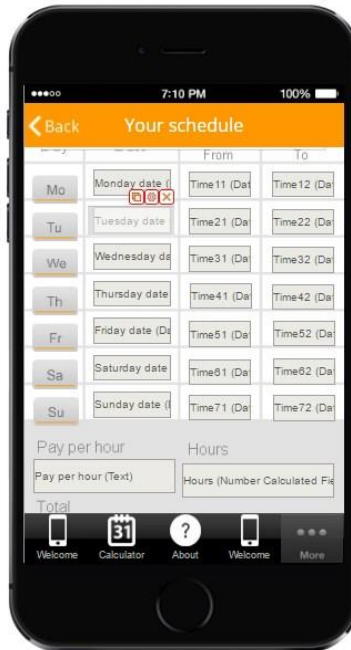 7:10 PM 100%
Back Your schedule
From To
Mo Monday date ( Time11 (Dat Time12 (Dat
Tu Tuesday date Time21 (Dat Time22 (Dat
We Wednesday da Time31 (Dat Time32 (Dat
Th Thursday date Time41 (Dat Time42 (Dat
Fr Friday date (Da Time51 (Dat Time52 (Dat
Sa Saturday date Time61 (Dat Time62 (Dat
Su Sunday date ( Time71 (Dat Time72 (Dat
Pay per hour Hours
Pay per hour (Text) Hours (Number Calculated Fie
Total
31 ?
Welcome Calculator About Welcome More